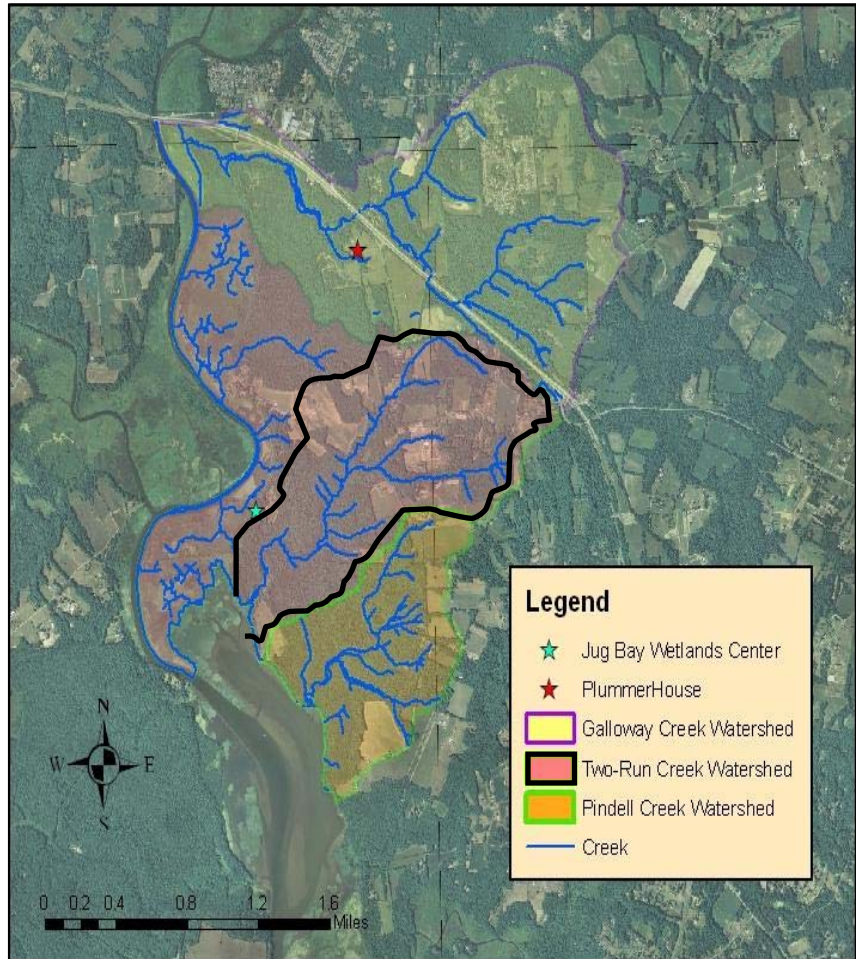 Legend
Jug Bay Wetlands Center
PlummerHouse
Galloway Creek Watershed
Two-Run Creek Watershed
Pindell Creek Watershed
Creek
N
W E
S
0 0.2 0.4 0.8 1.2 1.6
Miles